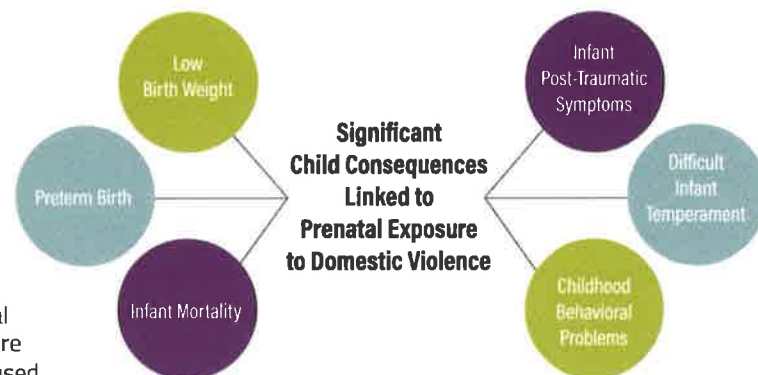 Low
Birth Weight
Preterm Birth
Infant Mortality
Significant
Child Consequences
Linked to
Prenatal Exposure
to Domestic Violence
Infant
Post-Traumatic
Symptoms
Difficult
Infant
Temperament
Childhood
Behavioral
Problems